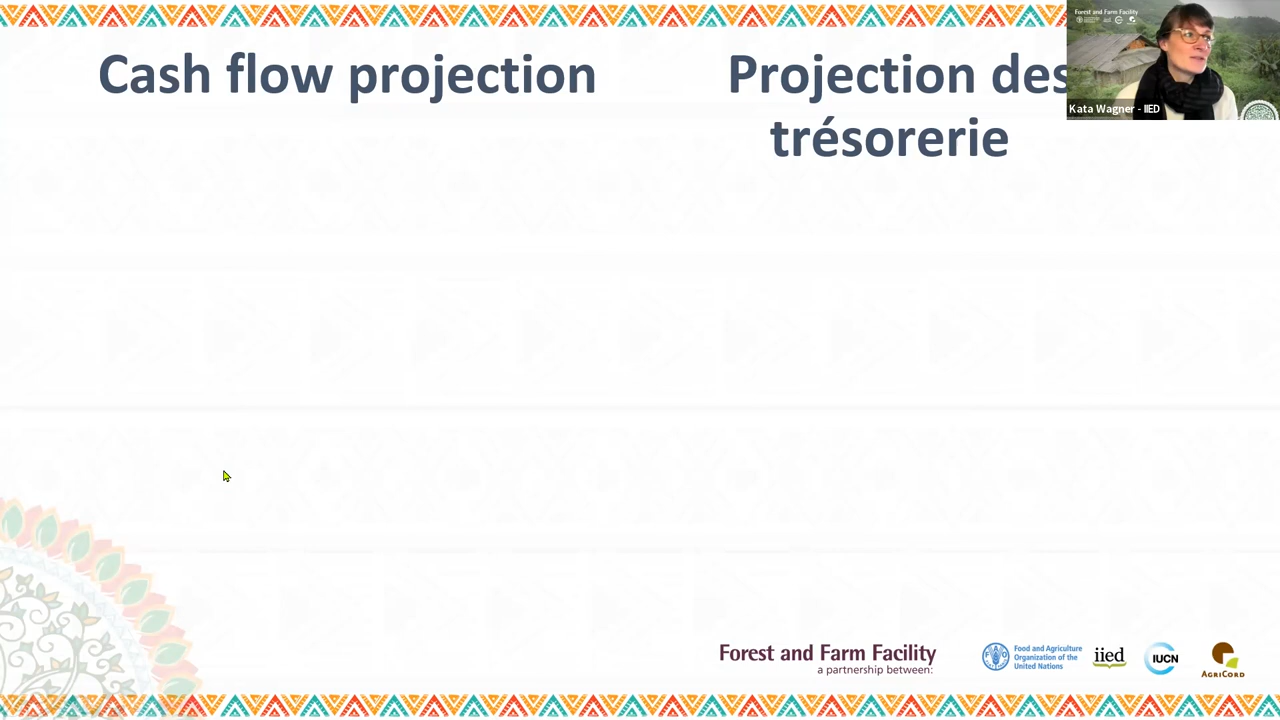 Cash flow projection
Projection des
trésorerie
Forest and Farm Facility
Kata Wagner - IIED
Forest and Farm Facility
a partnership between:
Food and Agriculture
Organization of the
United Nations
iied
IUCN
AGRICORD